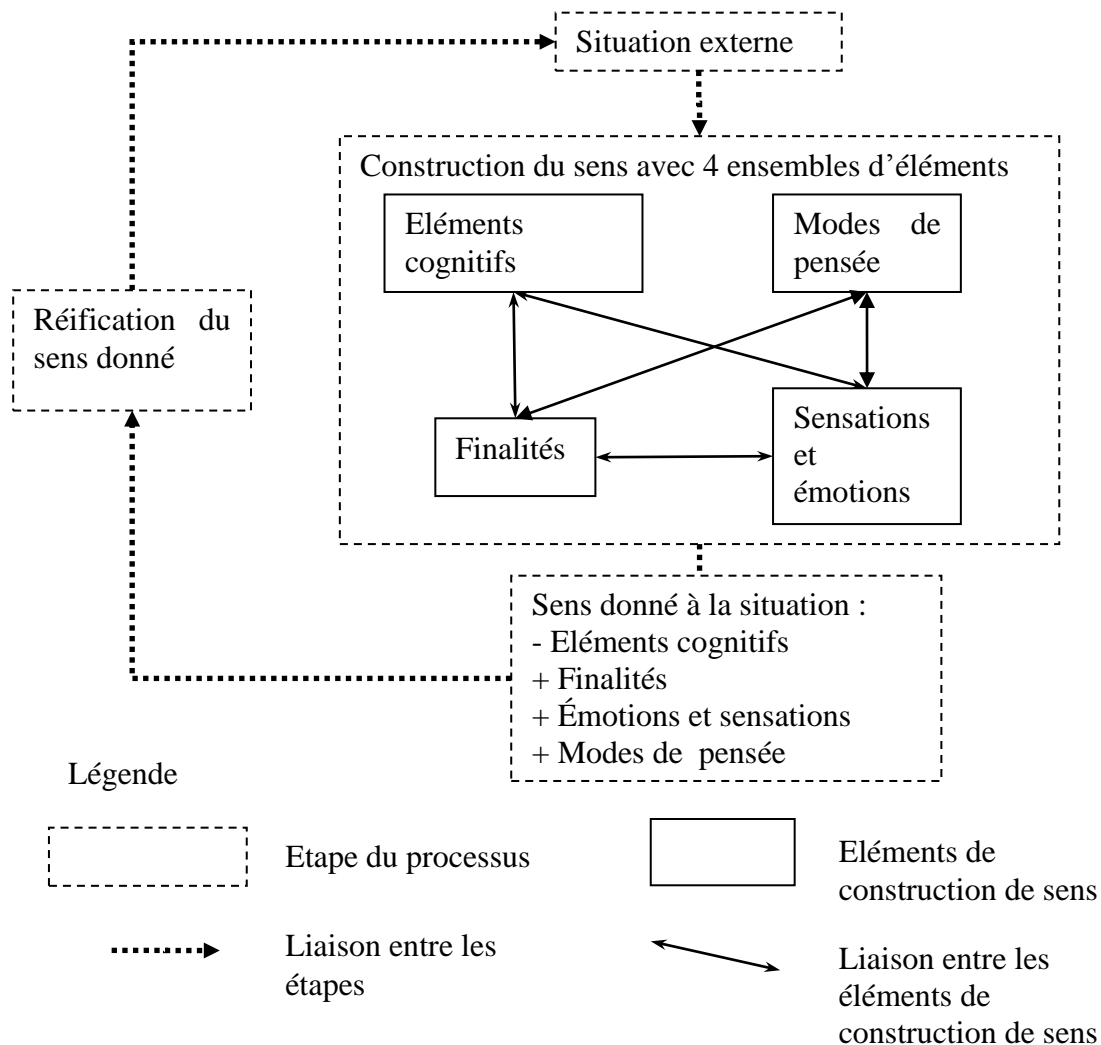 Situation externe
Construction du sens avec 4 ensembles d’éléments
Eléments
cognitifs
Modes de
pensée
Réification du
sens donné
Finalités
Sensations
et
émotions
Sens donné à la situation :
- Eléments cognitifs
+ Finalités
+ Émotions et sensations
+ Modes de pensée
Légende
Etape du processus
Eléments de
construction de sens
Liaison entre les
étapes
Liaison entre les
éléments de
construction de sens